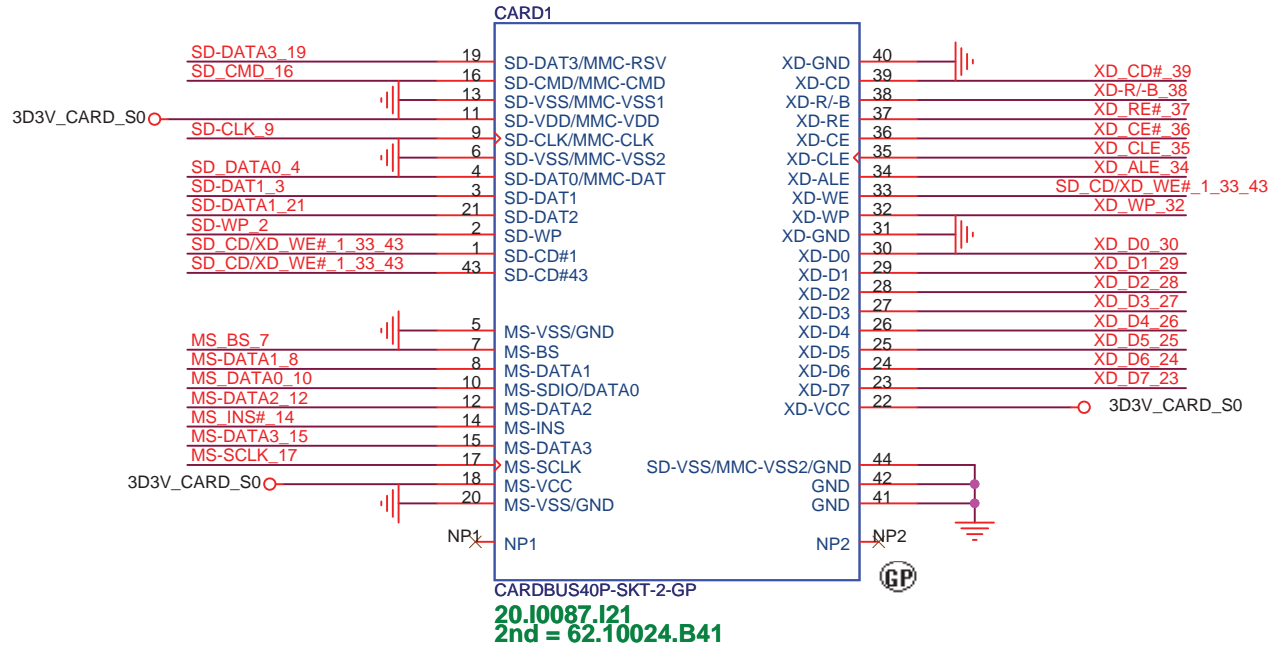 CARD1
SD-DATA3_19 19 SD-DAT3/MMC-RSV
SD_CMD_16 16 SD-CMD/MMC-CMD
13 SD-VSS/MMC-VSS1
3D3V_CARD_S0 11 SD-VDD/MMC-VDD
SD-CLK_9 9 SD-CLK/MMC-CLK
6 SD-VSS/MMC-VSS2
SD_DATA0_4 4 SD-DAT0/MMC-DAT
SD-DAT1_3 3 SD-DAT1
SD-DATA1_21 21 SD-DAT2
SD-WP_2 2 SD-WP
SD_CD/XD_WE#_1_33_43 1 SD-CD#1
SD_CD/XD_WE#_1_33_43 43 SD-CD#43
5 MS-VSS/GND
MS_BS_7 7 MS-BS
MS-DATA1_8 8 MS-DATA1
MS_DATA0_10 10 MS-SDIO/DATA0
MS-DATA2_12 12 MS-DATA2
MS_INS#_14 14 MS-INS
MS-DATA3_15 15 MS-DATA3
MS-SCLK_17 17 MS-SCLK
3D3V_CARD_S0 18 MS-VCC
20 MS-VSS/GND
NP1 NP1
XD-GND 40
XD-CD 39 XD_CD#_39
XD-R/-B 38 XD-R/-B_38
XD-RE 37 XD_RE#_37
XD-CE 36 XD_CE#_36
XD-CLE 35 XD_CLE_35
XD-ALE 34 XD_ALE_34
XD-WE 33 SD_CD/XD_WE#_1_33_43
XD-WP 32 XD_WP_32
XD-GND 31
XD-D0 30 XD_D0_30
XD-D1 29 XD_D1_29
XD-D2 28 XD_D2_28
XD-D3 27 XD_D3_27
XD-D4 26 XD_D4_26
XD-D5 25 XD_D5_25
XD-D6 24 XD_D6_24
XD-D7 23 XD_D7_23
XD-VCC 22 3D3V_CARD_S0
SD-VSS/MMC-VSS2/GND 44
GND 42
GND 41
NP2 NP2
GP
CARDBUS40P-SKT-2-GP
20.I0087.I21
2nd = 62.10024.B41